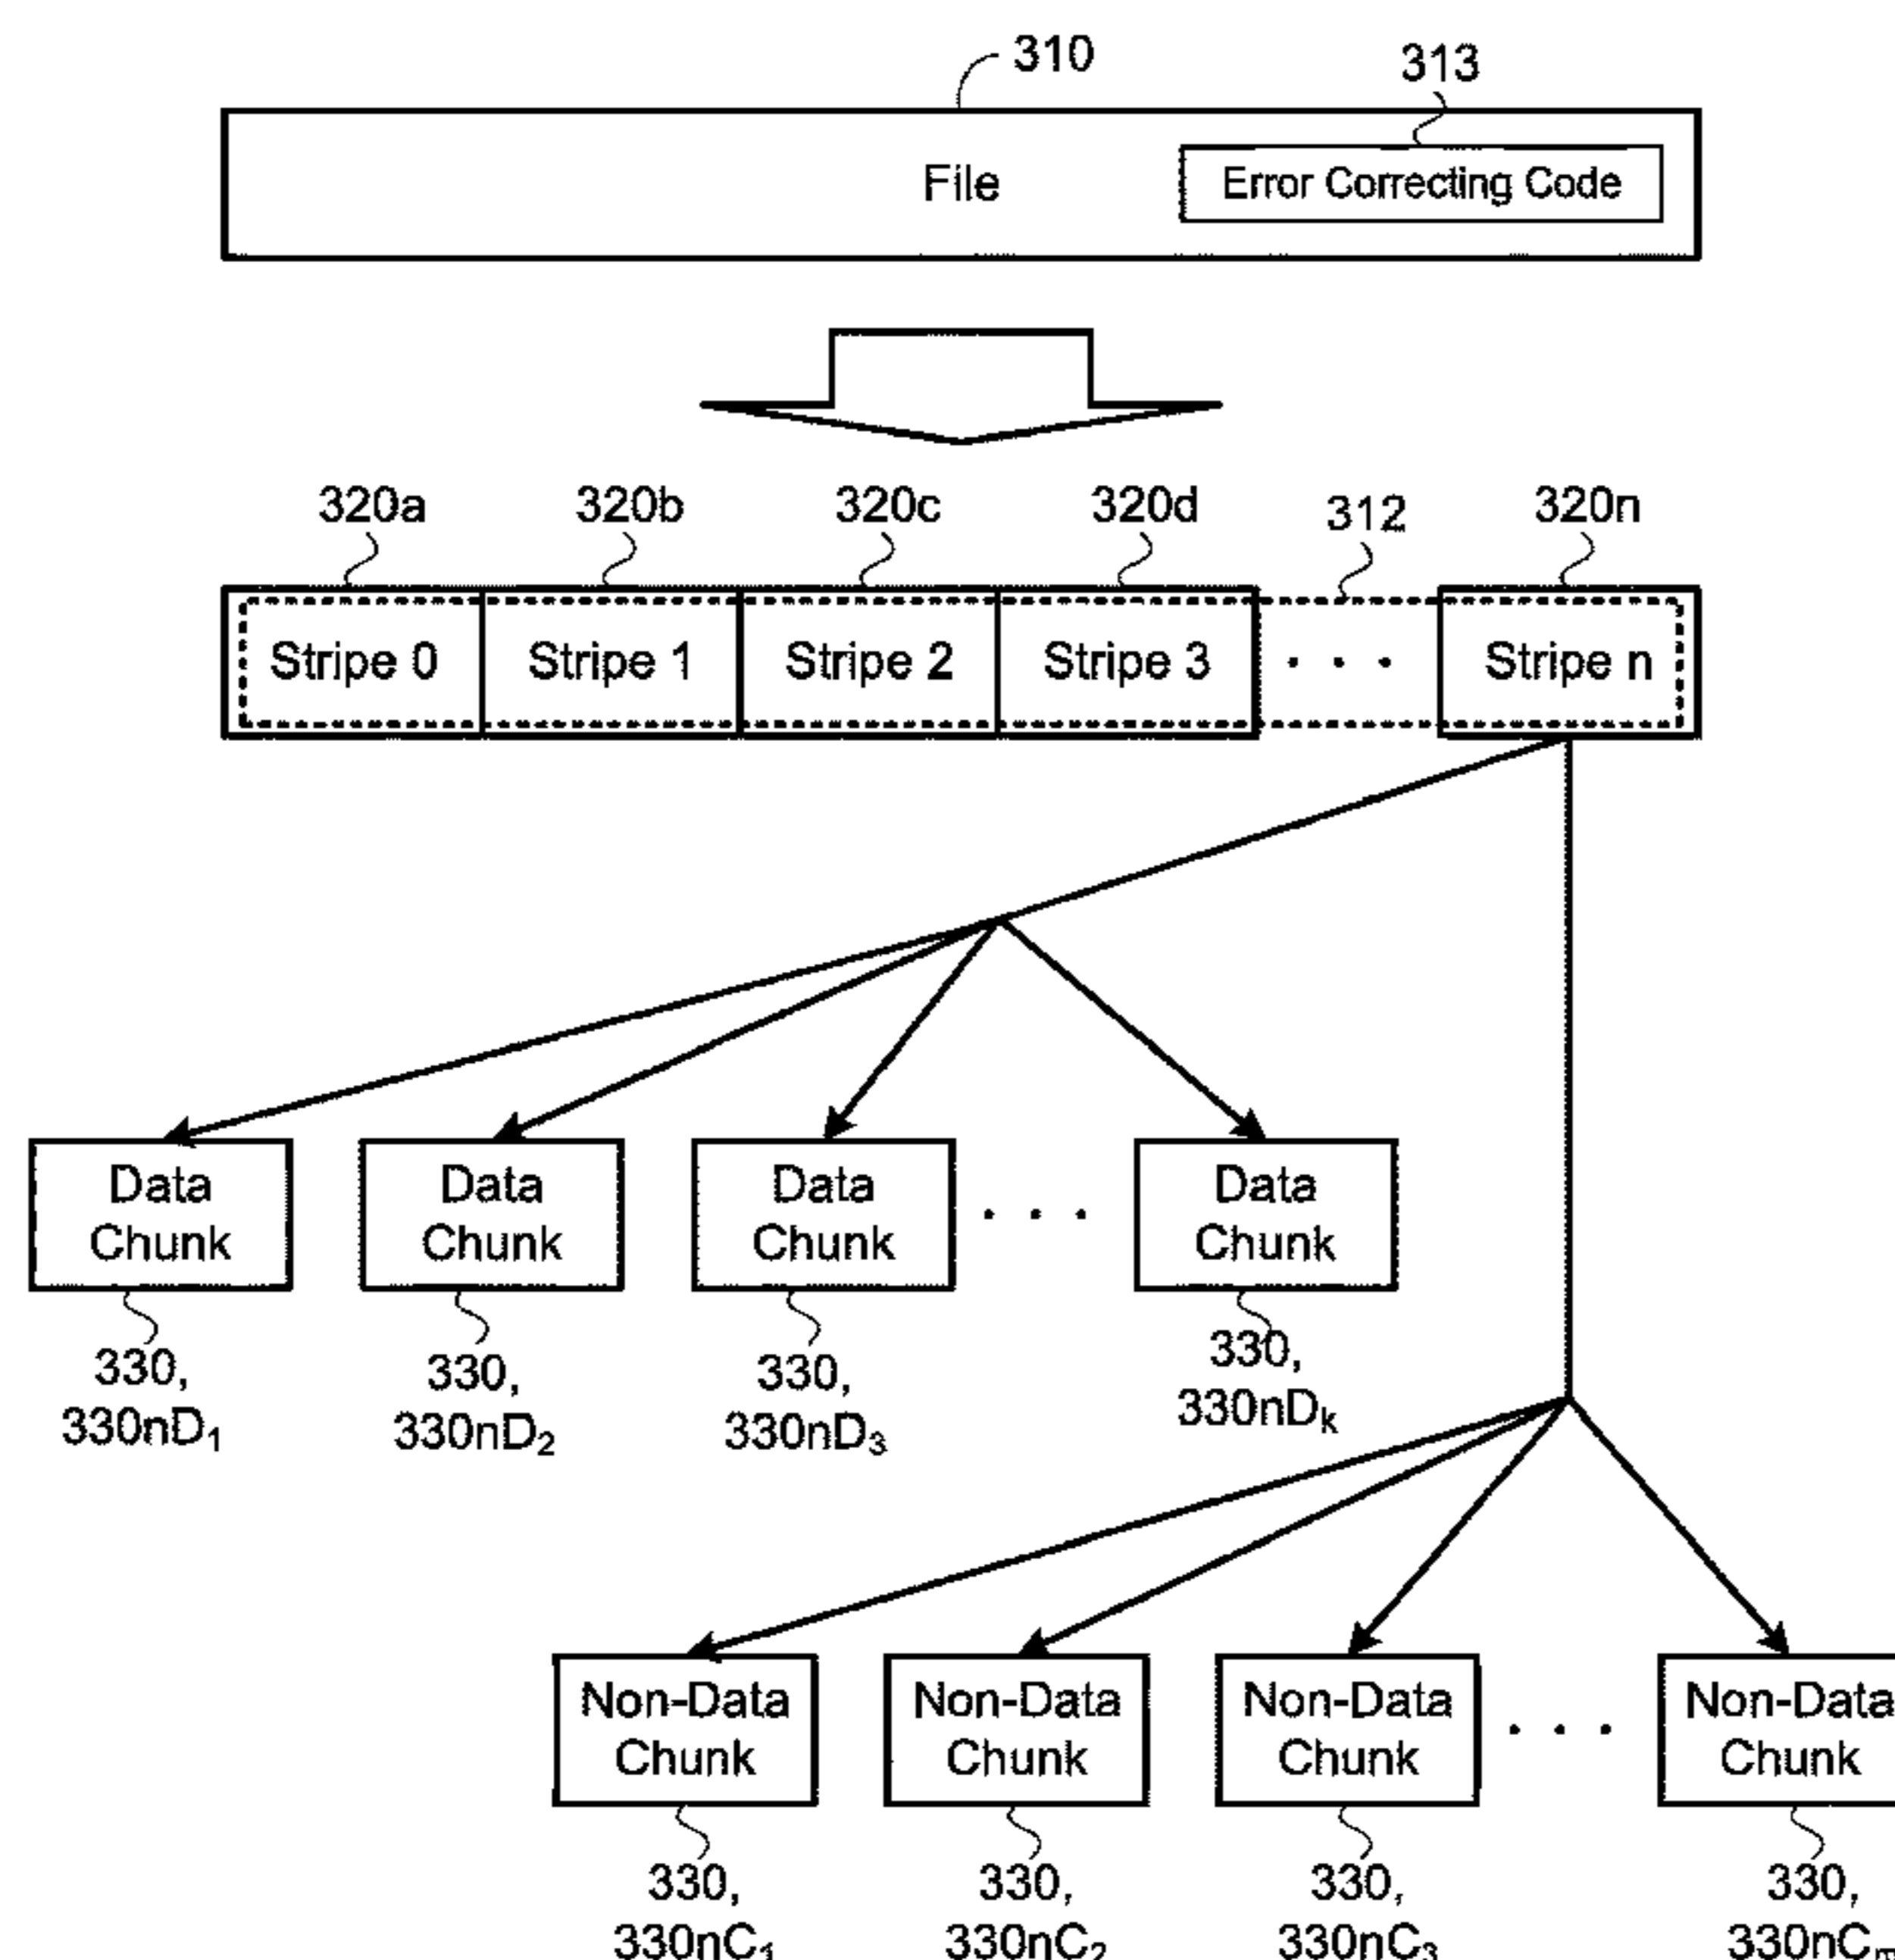 310
313
File
Error Correcting Code
320a
320b
320c
320d
312
320n
Stripe 0
Stripe 1
Stripe 2
Stripe 3
. . .
Stripe n
Data
Chunk
Data
Chunk
Data
Chunk
. . .
Data
Chunk
330,
330nD₁
330,
330nD₂
330,
330nD₃
330,
330nDₖ
Non-Data
Chunk
Non-Data
Chunk
Non-Data
Chunk
. . .
Non-Data
Chunk
330,
330nC₁
330,
330nC₂
330,
330nC₃
330,
330nCₘ